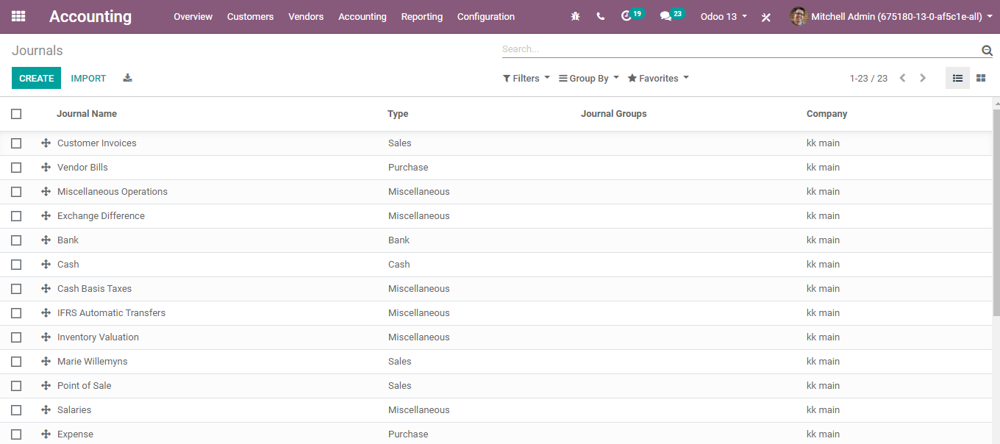 Accounting Overview Customers Vendors Accounting Reporting Configuration 19 23 Odoo 13 Mitchell Admin (675180-13-0-af5c1e-all)
Journals Search...
CREATE IMPORT Filters Group By Favorites 1-23 / 23
Journal Name Type Journal Groups Company
Customer Invoices Sales kk main
Vendor Bills Purchase kk main
Miscellaneous Operations Miscellaneous kk main
Exchange Difference Miscellaneous kk main
Bank Bank kk main
Cash Cash kk main
Cash Basis Taxes Miscellaneous kk main
IFRS Automatic Transfers Miscellaneous kk main
Inventory Valuation Miscellaneous kk main
Marie Willemyns Sales kk main
Point of Sale Sales kk main
Salaries Miscellaneous kk main
Expense Purchase kk main